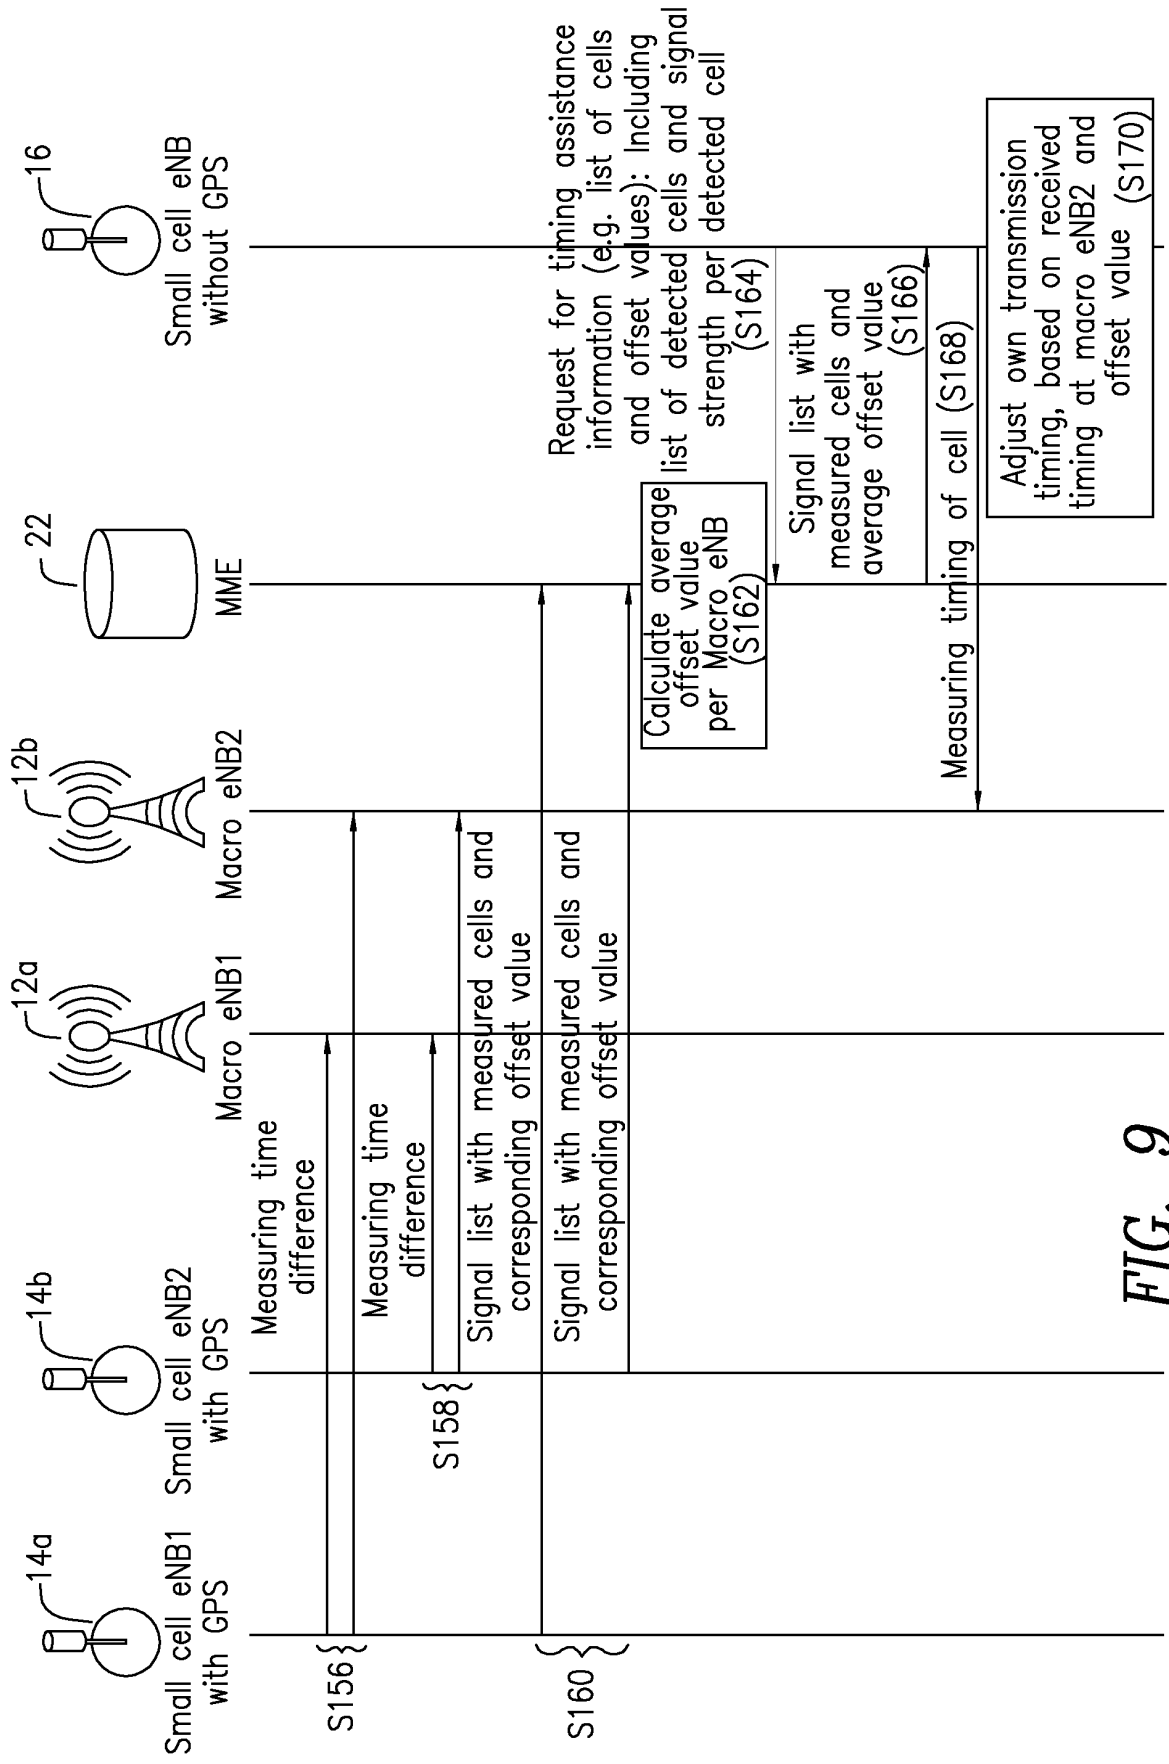 14a
Small cell eNB1
with GPS
14b
Small cell eNB2
with GPS
12a
Macro eNB1
12b
Macro eNB2
22
MME
16
Small cell eNB
without GPS
Measuring time
difference
S156
Measuring time
difference
S158
Signal list with measured cells and
corresponding offset value
Signal list with measured cells and
corresponding offset value
S160
Calculate average
offset value
per Macro eNB
(S162)
Request for timing assistance
information (e.g. list of cells
and offset values): Including
list of detected cells and signal
strength per detected cell
(S164)
Signal list with
measured cells and
average offset value
(S166)
Measuring timing of cell (S168)
Adjust own transmission
timing, based on received
timing at macro eNB2 and
offset value (S170)
FIG. 9